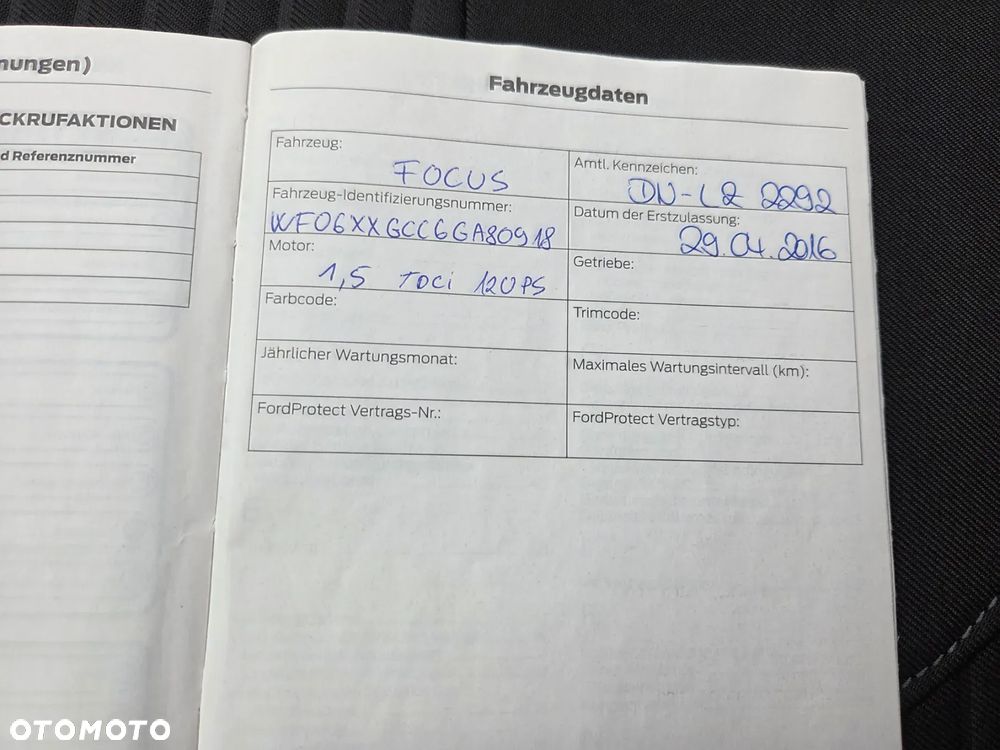 nungen)
CKRUFAKTIONEN
d Referenznummer
Fahrzeugdaten
Fahrzeug:
FOCUS
Amtl. Kennzeichen:
DN-LR 2292
Fahrzeug-Identifizierungsnummer:
WF06XXGCC6GA80918
Datum der Erstzulassung:
29.04.2016
Motor:
1,5 TDCi 120PS
Getriebe:
Farbcode:
Trimcode:
Jährlicher Wartungsmonat:
Maximales Wartungsintervall (km):
FordProtect Vertrags-Nr.:
FordProtect Vertragstyp:
OTOMOTO